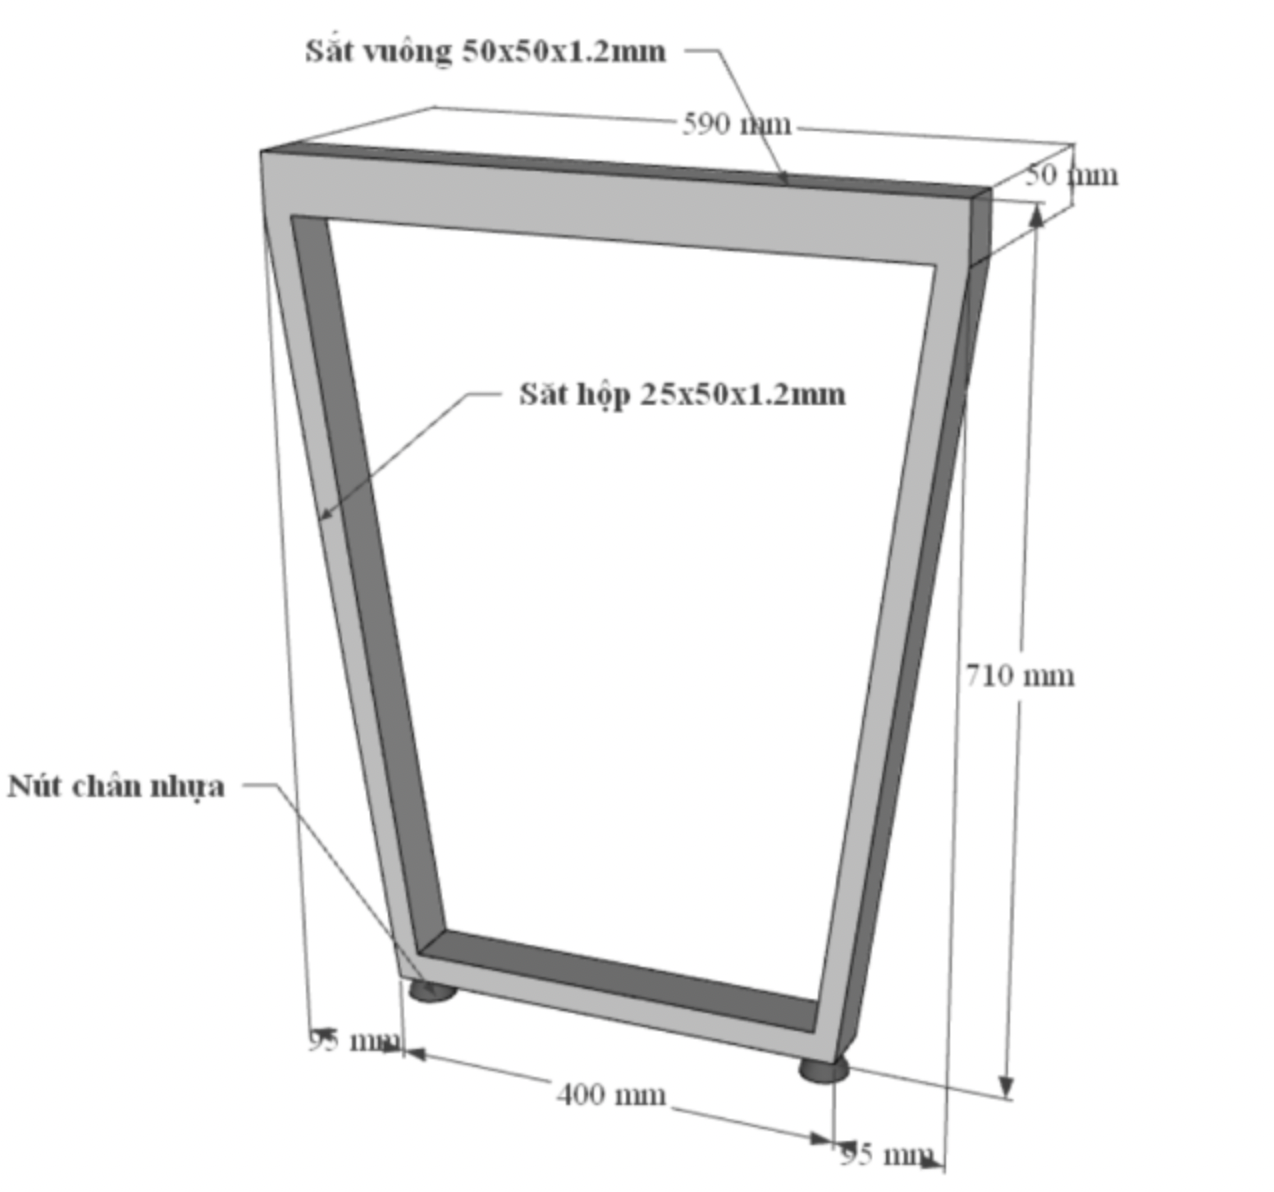 Sắt vuông 50x50x1.2mm
590 mm
50 mm
Sắt hộp 25x50x1.2mm
710 mm
Nút chân nhựa
95 mm
400 mm
95 mm